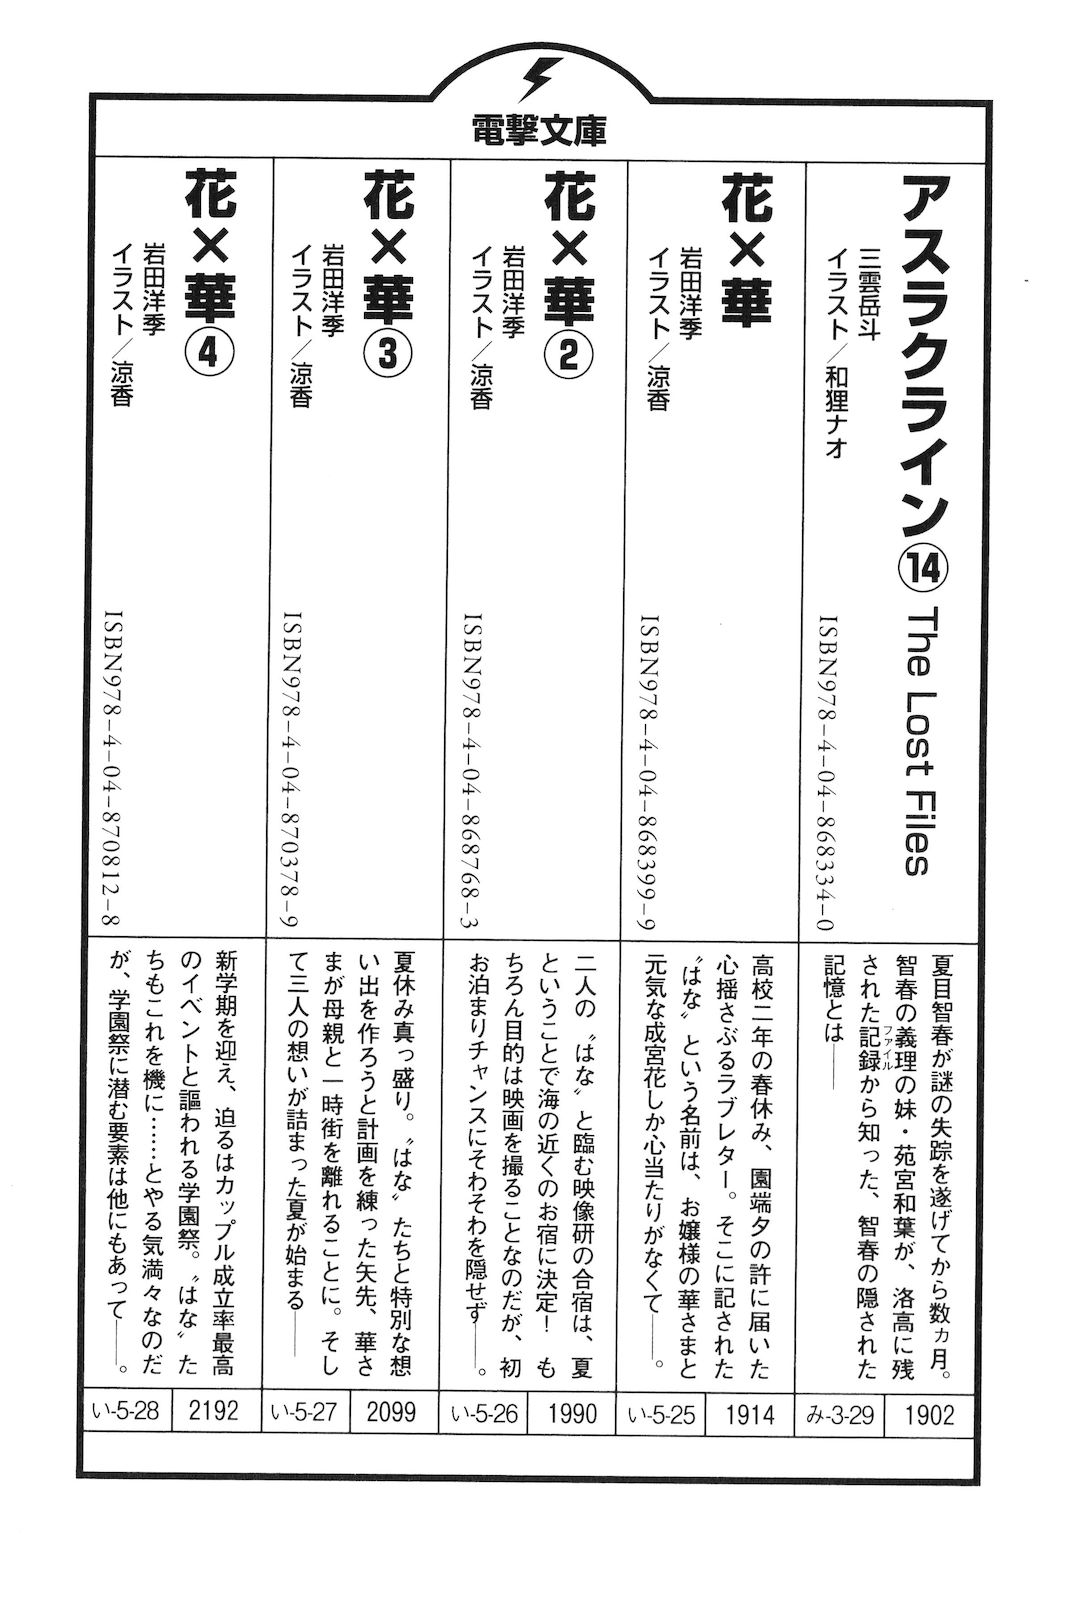 電撃文庫
アスラクライン⑭ The Lost Files
三雲岳斗
イラスト/和狸ナオ
ISBN978-4-04-868334-0
夏目智春が謎の失踪を遂げてから数ヵ月。
智春の義理の妹・苑宮和葉が、洛高に残
された記録から知った、智春の隠された
ファイル
記憶とは――
み-3-29
1902
花×華
岩田洋季
イラスト/涼香
ISBN978-4-04-868399-9
高校二年の春休み、園端夕の許に届いた
心揺さぶるラブレター。そこに記された
〝はな〟という名前は、お嬢様の華さまと
元気な成宮花しか心当たりがなくて――。
い-5-25
1914
花×華②
岩田洋季
イラスト/涼香
ISBN978-4-04-868768-3
二人の〝はな〟と臨む映像研の合宿は、夏
ということで海の近くのお宿に決定! も
ちろん目的は映画を撮ることなのだが、初
お泊まりチャンスにそわそわを隠せず――。
い-5-26
1990
花×華③
岩田洋季
イラスト/涼香
ISBN978-4-04-870378-9
夏休み真っ盛り。〝はな〟たちと特別な想
い出を作ろうと計画を練った矢先、華さ
まが母親と一時街を離れることに。そし
て三人の想いが詰まった夏が始まる――
い-5-27
2099
花×華④
岩田洋季
イラスト/涼香
ISBN978-4-04-870812-8
新学期を迎え、迫るはカップル成立率最高
のイベントと謳われる学園祭。〝はな〟た
ちもこれを機に……とやる気満々なのだ
が、学園祭に潜む要素は他にもあって――。
い-5-28
2192